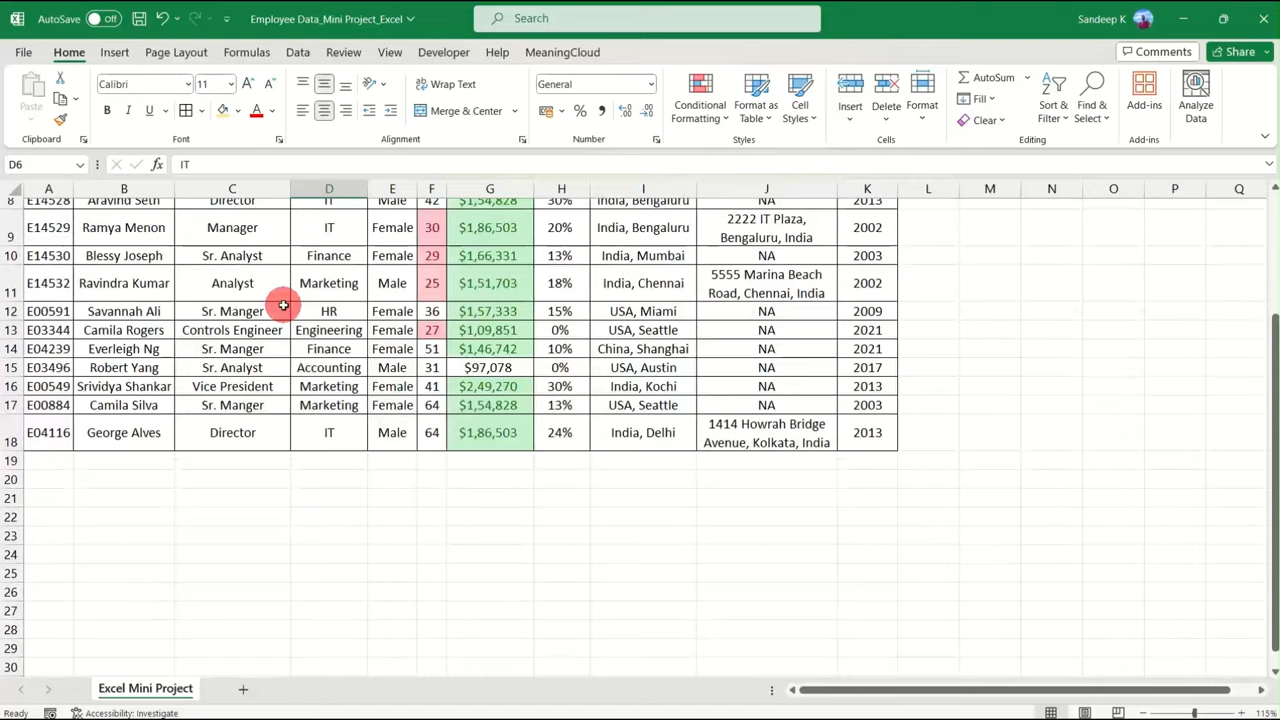 AutoSave Off Employee Data_Mini Project_Excel Search Sandeep K
File Home Insert Page Layout Formulas Data Review View Developer Help MeaningCloud Comments Share
Paste
Clipboard
Calibri 11
B I U A
Font
Wrap Text
Merge & Center
Alignment
General
Number
Conditional Formatting
Format as Table
Cell Styles
Styles
Insert
Delete
Format
Cells
AutoSum
Fill
Clear
Sort & Filter
Find & Select
Editing
Add-ins
Add-ins
Analyze Data
D6 fx IT
A B C D E F G H I J K L M N O P Q
8 E14528 Aravind Seth Director IT Male 42 $1,54,828 30% India, Bengaluru NA 2013
9 E14529 Ramya Menon Manager IT Female 30 $1,86,503 20% India, Bengaluru 2222 IT Plaza, Bengaluru, India 2002
10 E14530 Blessy Joseph Sr. Analyst Finance Female 29 $1,66,331 13% India, Mumbai NA 2003
11 E14532 Ravindra Kumar Analyst Marketing Male 25 $1,51,703 18% India, Chennai 5555 Marina Beach Road, Chennai, India 2002
12 E00591 Savannah Ali Sr. Manger HR Female 36 $1,57,333 15% USA, Miami NA 2009
13 E03344 Camila Rogers Controls Engineer Engineering Female 27 $1,09,851 0% USA, Seattle NA 2021
14 E04239 Everleigh Ng Sr. Manger Finance Female 51 $1,46,742 10% China, Shanghai NA 2021
15 E03496 Robert Yang Sr. Analyst Accounting Male 31 $97,078 0% USA, Austin NA 2017
16 E00549 Srividya Shankar Vice President Marketing Female 41 $2,49,270 30% India, Kochi NA 2013
17 E00884 Camila Silva Sr. Manger Marketing Female 64 $1,54,828 13% USA, Seattle NA 2003
18 E04116 George Alves Director IT Male 64 $1,86,503 24% India, Delhi 1414 Howrah Bridge Avenue, Kolkata, India 2013
19
20
21
22
23
24
25
26
27
28
29
30
Excel Mini Project
Ready Accessibility: Investigate 115%